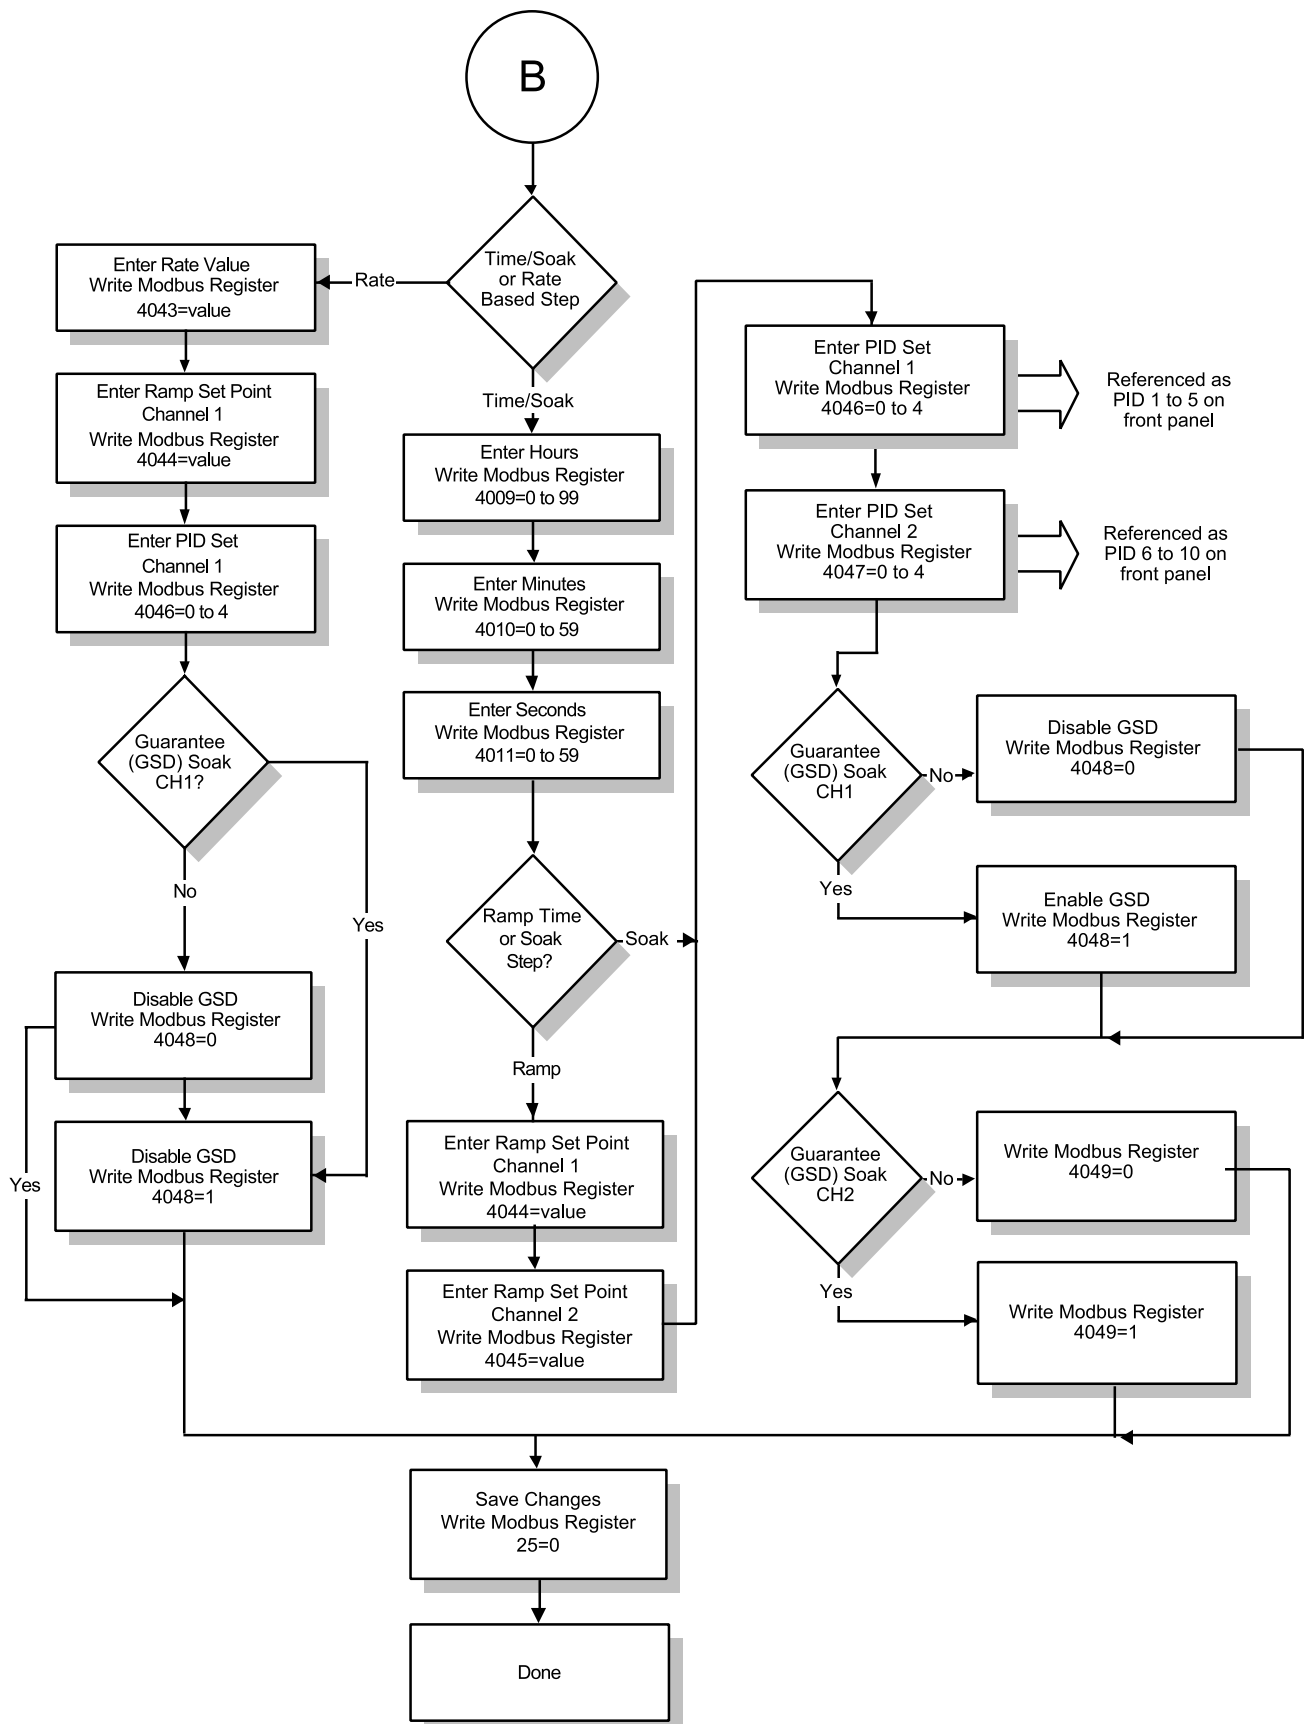 B
Time/Soak
or Rate
Based Step
Rate
Enter Rate Value
Write Modbus Register
4043=value
Enter Ramp Set Point
Channel 1
Write Modbus Register
4044=value
Enter PID Set
Channel 1
Write Modbus Register
4046=0 to 4
Guarantee
(GSD) Soak
CH1?
No
Yes
Disable GSD
Write Modbus Register
4048=0
Yes
Disable GSD
Write Modbus Register
4048=1
Time/Soak
Enter Hours
Write Modbus Register
4009=0 to 99
Enter Minutes
Write Modbus Register
4010=0 to 59
Enter Seconds
Write Modbus Register
4011=0 to 59
Ramp Time
or Soak
Step?
Soak
Ramp
Enter Ramp Set Point
Channel 1
Write Modbus Register
4044=value
Enter Ramp Set Point
Channel 2
Write Modbus Register
4045=value
Enter PID Set
Channel 1
Write Modbus Register
4046=0 to 4
Referenced as
PID 1 to 5 on
front panel
Enter PID Set
Channel 2
Write Modbus Register
4047=0 to 4
Referenced as
PID 6 to 10 on
front panel
Guarantee
(GSD) Soak
CH1
No
Disable GSD
Write Modbus Register
4048=0
Yes
Enable GSD
Write Modbus Register
4048=1
Guarantee
(GSD) Soak
CH2
No
Write Modbus Register
4049=0
Yes
Write Modbus Register
4049=1
Save Changes
Write Modbus Register
25=0
Done